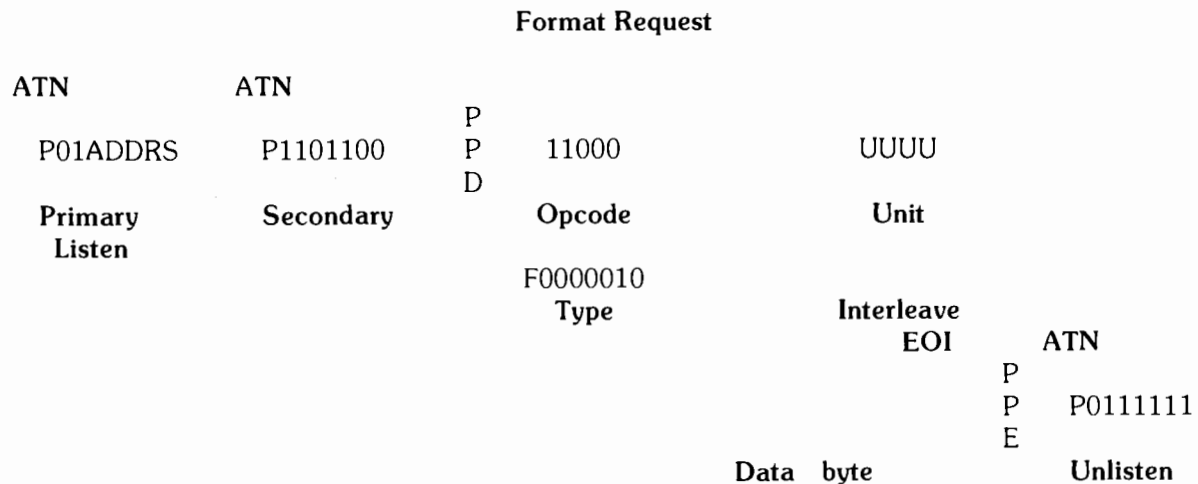 Format Request
ATN ATN
P
P01ADDRS P1101100 P 11000 UUUU
D
Primary Secondary Opcode Unit
Listen
F0000010
Type Interleave
EOI ATN
P
P P0111111
E
Data byte Unlisten